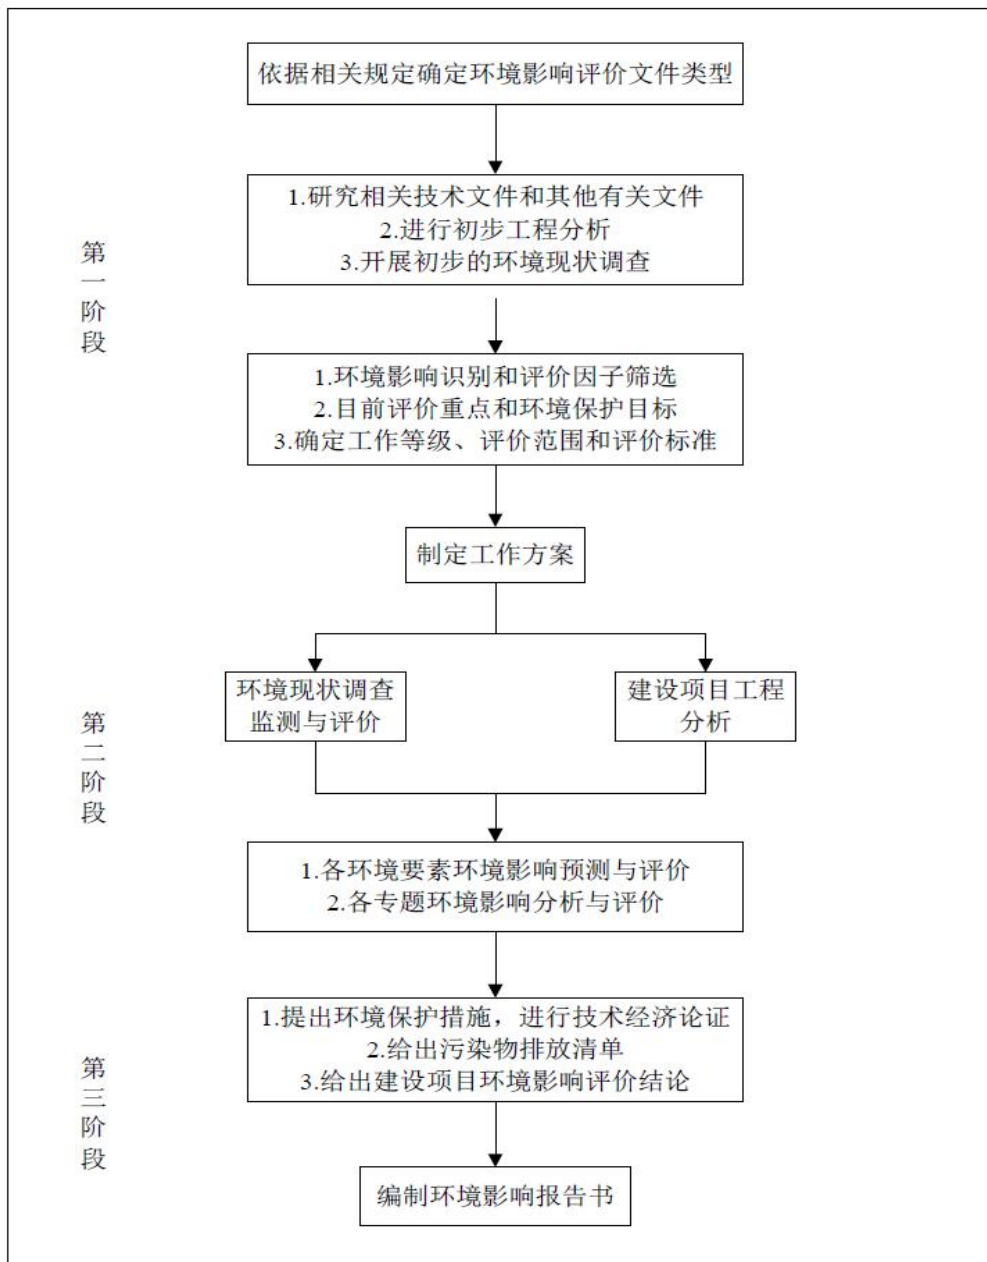 依据相关规定确定环境影响评价文件类型
1.研究相关技术文件和其他有关文件
2.进行初步工程分析
3.开展初步的环境现状调查
第一阶段
1.环境影响识别和评价因子筛选
2.目前评价重点和环境保护目标
3.确定工作等级、评价范围和评价标准
制定工作方案
环境现状调查
监测与评价
建设项目工程
分析
第二阶段
1.各环境要素环境影响预测与评价
2.各专题环境影响分析与评价
1.提出环境保护措施，进行技术经济论证
2.给出污染物排放清单
3.给出建设项目环境影响评价结论
第三阶段
编制环境影响报告书